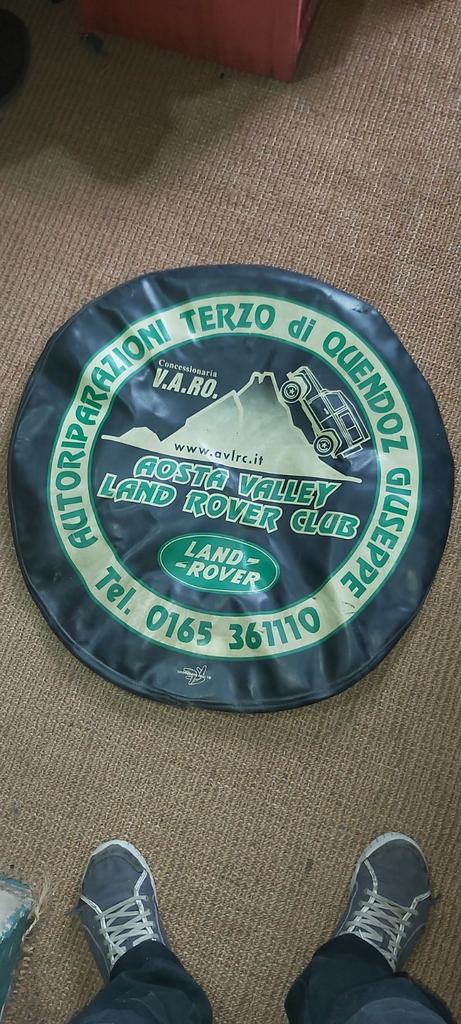 AUTORIPARAZIONI TERZO di QUENDOZ GIUSEPPE
Concessionaria
V.A.RO.
www.avlrc.it
AOSTA VALLEY
LAND ROVER CLUB
LAND-
-ROVER
Tel. 0165 361110